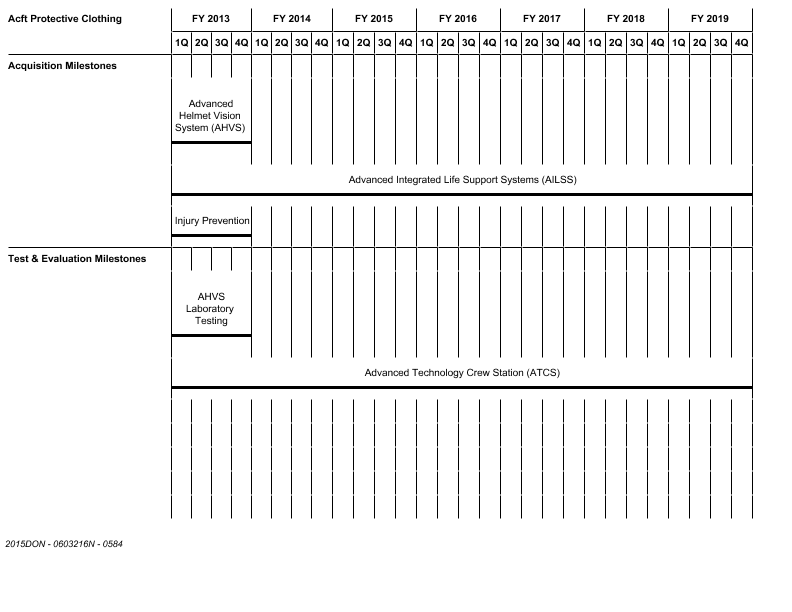 Acft Protective Clothing FY 2013 FY 2014 FY 2015 FY 2016 FY 2017 FY 2018 FY 2019
1Q 2Q 3Q 4Q 1Q 2Q 3Q 4Q 1Q 2Q 3Q 4Q 1Q 2Q 3Q 4Q 1Q 2Q 3Q 4Q 1Q 2Q 3Q 4Q 1Q 2Q 3Q 4Q
Acquisition Milestones
Advanced
Helmet Vision
System (AHVS)
Advanced Integrated Life Support Systems (AILSS)
Injury Prevention
Test & Evaluation Milestones
AHVS
Laboratory
Testing
Advanced Technology Crew Station (ATCS)
2015DON - 0603216N - 0584